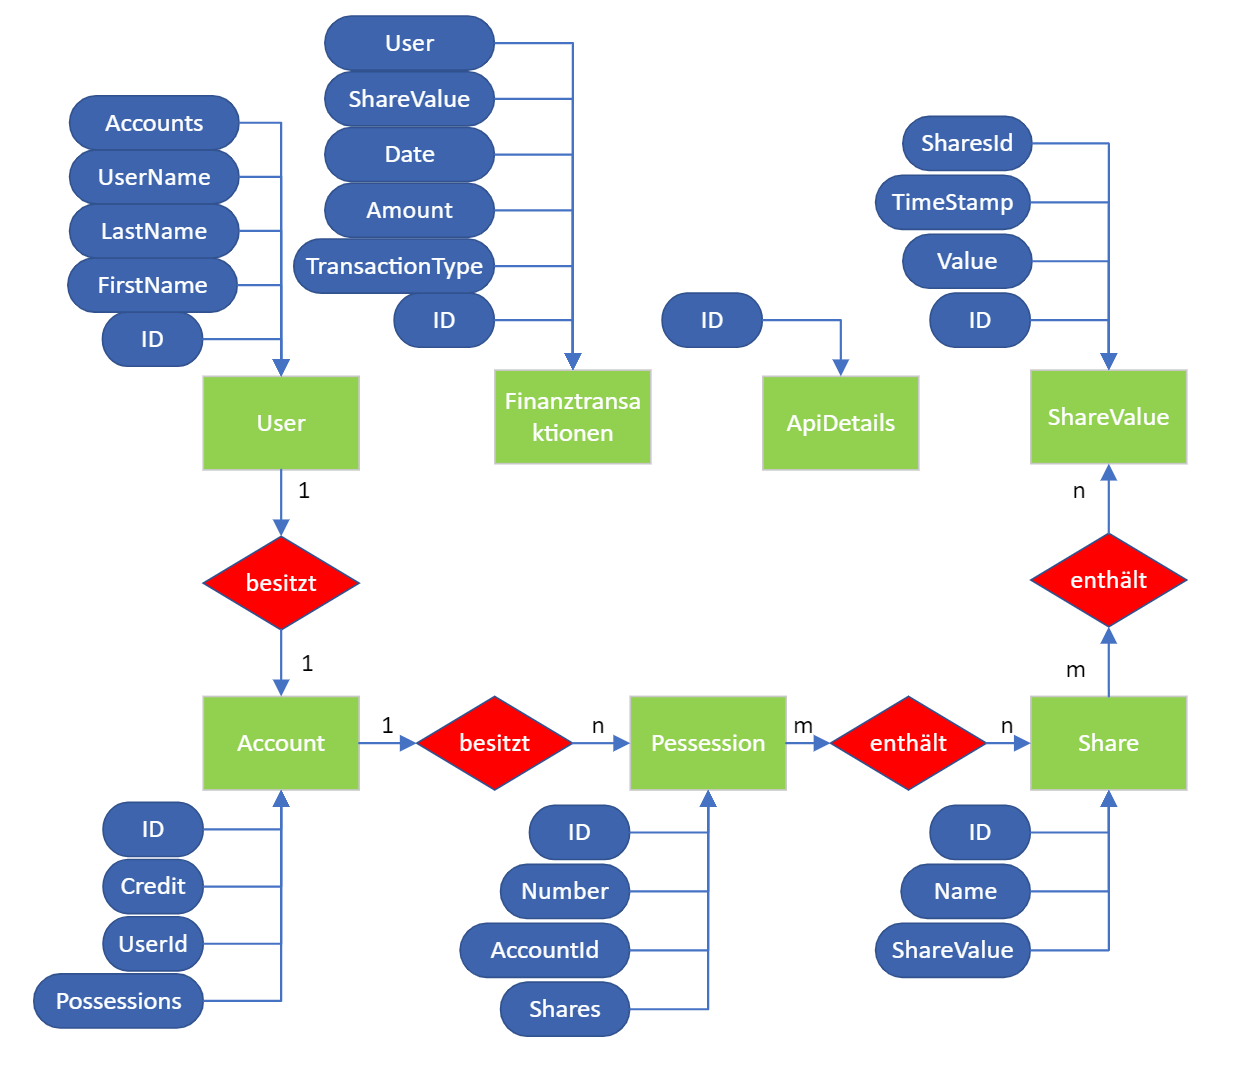 User
ShareValue
Date
Amount
TransactionType
ID
Accounts
UserName
LastName
FirstName
ID
ID
SharesId
TimeStamp
Value
ID
User
Finanztransa
ktionen
ApiDetails
ShareValue
1
besitzt
1
n
enthält
m
Account
1
besitzt
n
Pessession
m
enthält
n
Share
ID
Credit
UserId
Possessions
ID
Number
AccountId
Shares
ID
Name
ShareValue